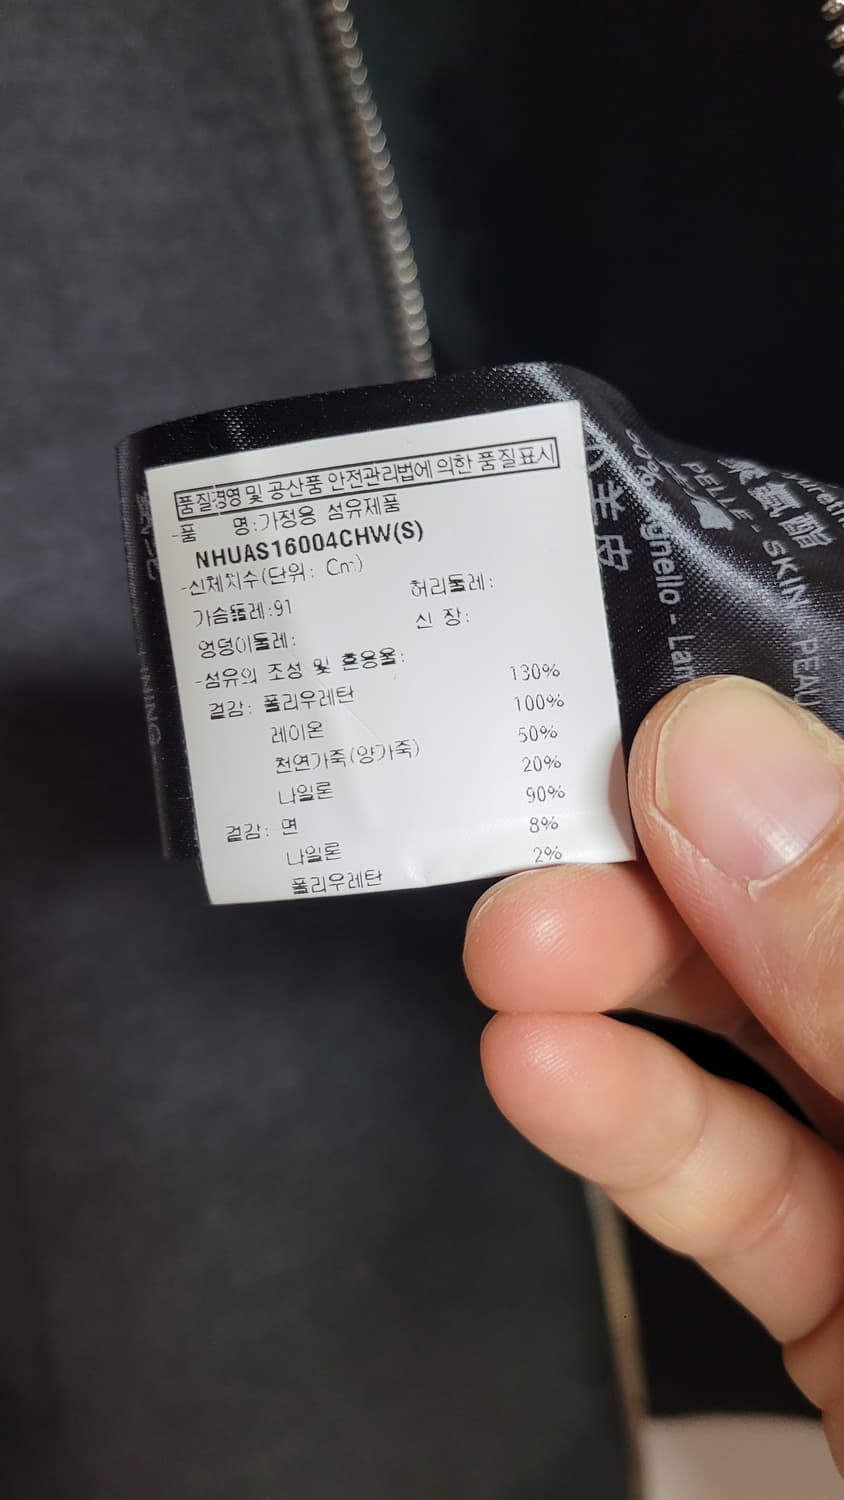 품질경영 및 공산품 안전관리법에 의한 품질표시
-품 명:가정용 섬유제품
NHUAS16004CHW(S)
-신체치수(단위: Cm)
가슴둘레:91 허리둘레:
엉덩이둘레: 신 장:
-섬유의 조성 및 혼용율:
겉감: 폴리우레탄 130%
레이온 100%
천연가죽(양가죽) 50%
나일론 20%
겉감: 면 90%
나일론 8%
폴리우레탄 2%
PELLE - SKIN - PEAU